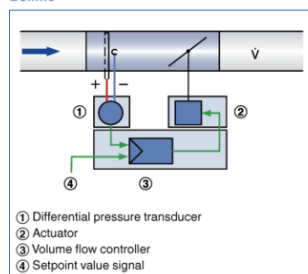 V̇
+ −
①
②
④
③
① Differential pressure transducer
② Actuator
③ Volume flow controller
④ Setpoint value signal